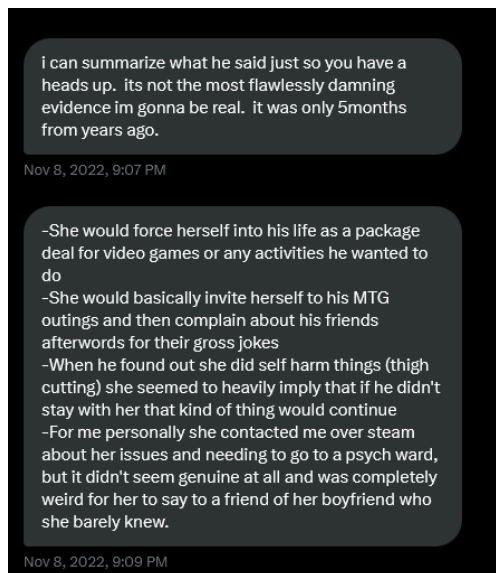 i can summarize what he said just so you have a
heads up.  its not the most flawlessly damning
evidence im gonna be real.  it was only 5months
from years ago.
Nov 8, 2022, 9:07 PM
-She would force herself into his life as a package
deal for video games or any activities he wanted to
do
-She would basically invite herself to his MTG
outings and then complain about his friends
afterwords for their gross jokes
-When he found out she did self harm things (thigh
cutting) she seemed to heavily imply that if he didn't
stay with her that kind of thing would continue
-For me personally she contacted me over steam
about her issues and needing to go to a psych ward,
but it didn't seem genuine at all and was completely
weird for her to say to a friend of her boyfriend who
she barely knew.
Nov 8, 2022, 9:09 PM